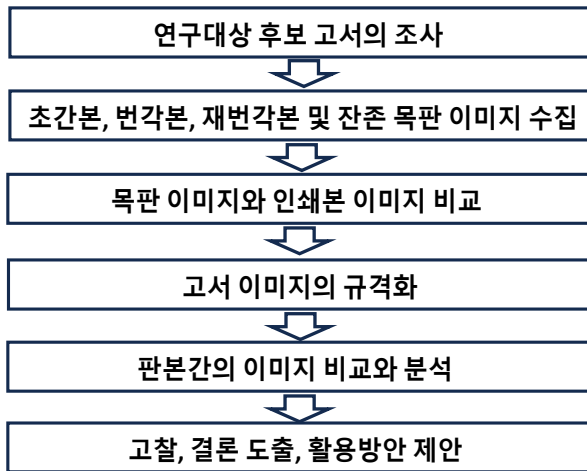 연구대상 후보 고서의 조사
초간본, 번각본, 재번각본 및 잔존 목판 이미지 수집
목판 이미지와 인쇄본 이미지 비교
고서 이미지의 규격화
판본간의 이미지 비교와 분석
고찰, 결론 도출, 활용방안 제안